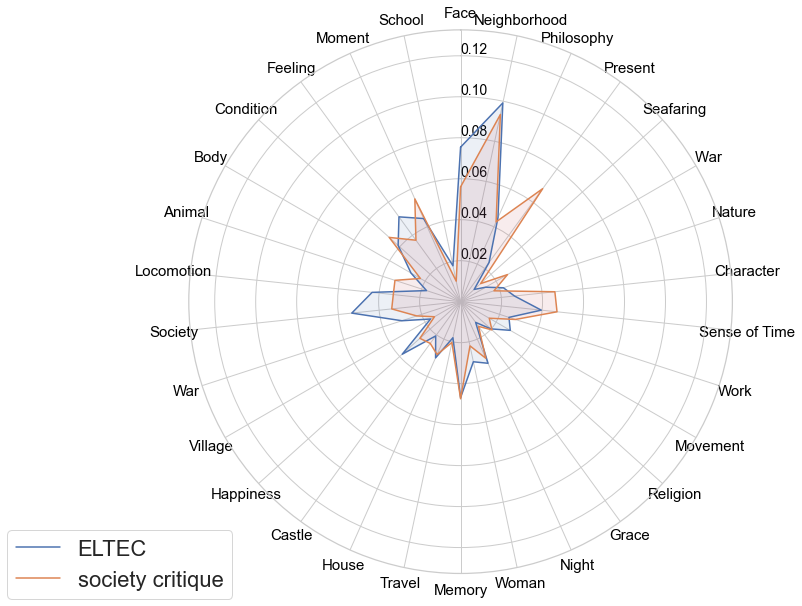 Face
School
Neighborhood
Moment
Philosophy
Feeling
Present
Condition
Seafaring
Body
War
Animal
Nature
Locomotion
Character
Society
Sense of Time
War
Work
Village
Movement
Happiness
Religion
Castle
Grace
House
Night
Travel
Woman
Memory
0.12
0.10
0.08
0.06
0.04
0.02
ELTEC
society critique